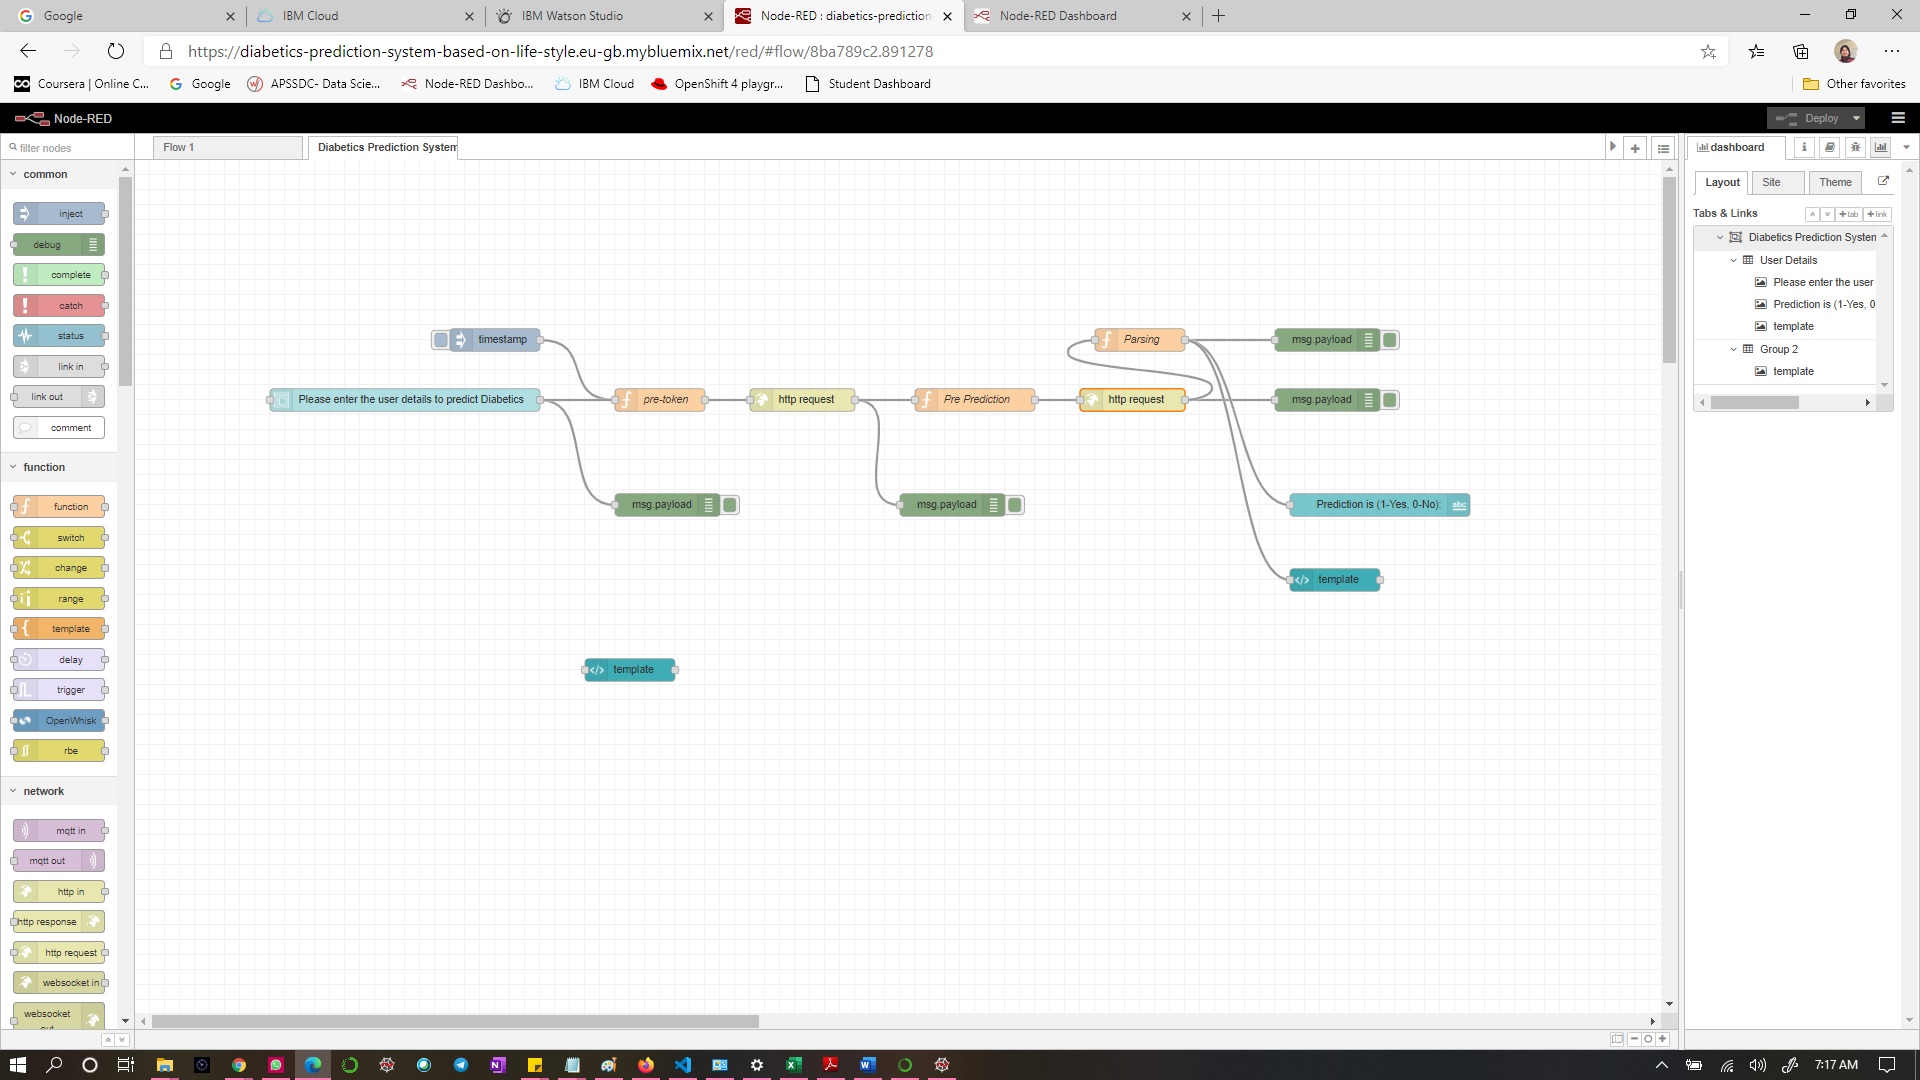 Google
IBM Cloud
IBM Watson Studio
Node-RED : diabetics-prediction
Node-RED Dashboard
https://diabetics-prediction-system-based-on-life-style.eu-gb.mybluemix.net/red/#flow/8ba789c2.891278
Coursera | Online C...
Google
APSSDC- Data Scie...
Node-RED Dashbo...
IBM Cloud
OpenShift 4 playgr...
Student Dashboard
Other favorites
Node-RED
Deploy
filter nodes
Flow 1
Diabetics Prediction System
dashboard
common
inject
debug
complete
catch
status
link in
link out
comment
function
function
switch
change
range
template
delay
trigger
OpenWhisk
rbe
network
mqtt in
mqtt out
http in
http response
http request
websocket in
websocket
out
timestamp
Please enter the user details to predict Diabetics
pre-token
http request
Pre Prediction
http request
Parsing
msg.payload
msg.payload
msg.payload
msg.payload
Prediction is (1-Yes, 0-No):
abc
template
template
Layout
Site
Theme
Tabs & Links
tab
link
Diabetics Prediction System
User Details
Please enter the user
Prediction is (1-Yes, 0
template
Group 2
template
7:17 AM